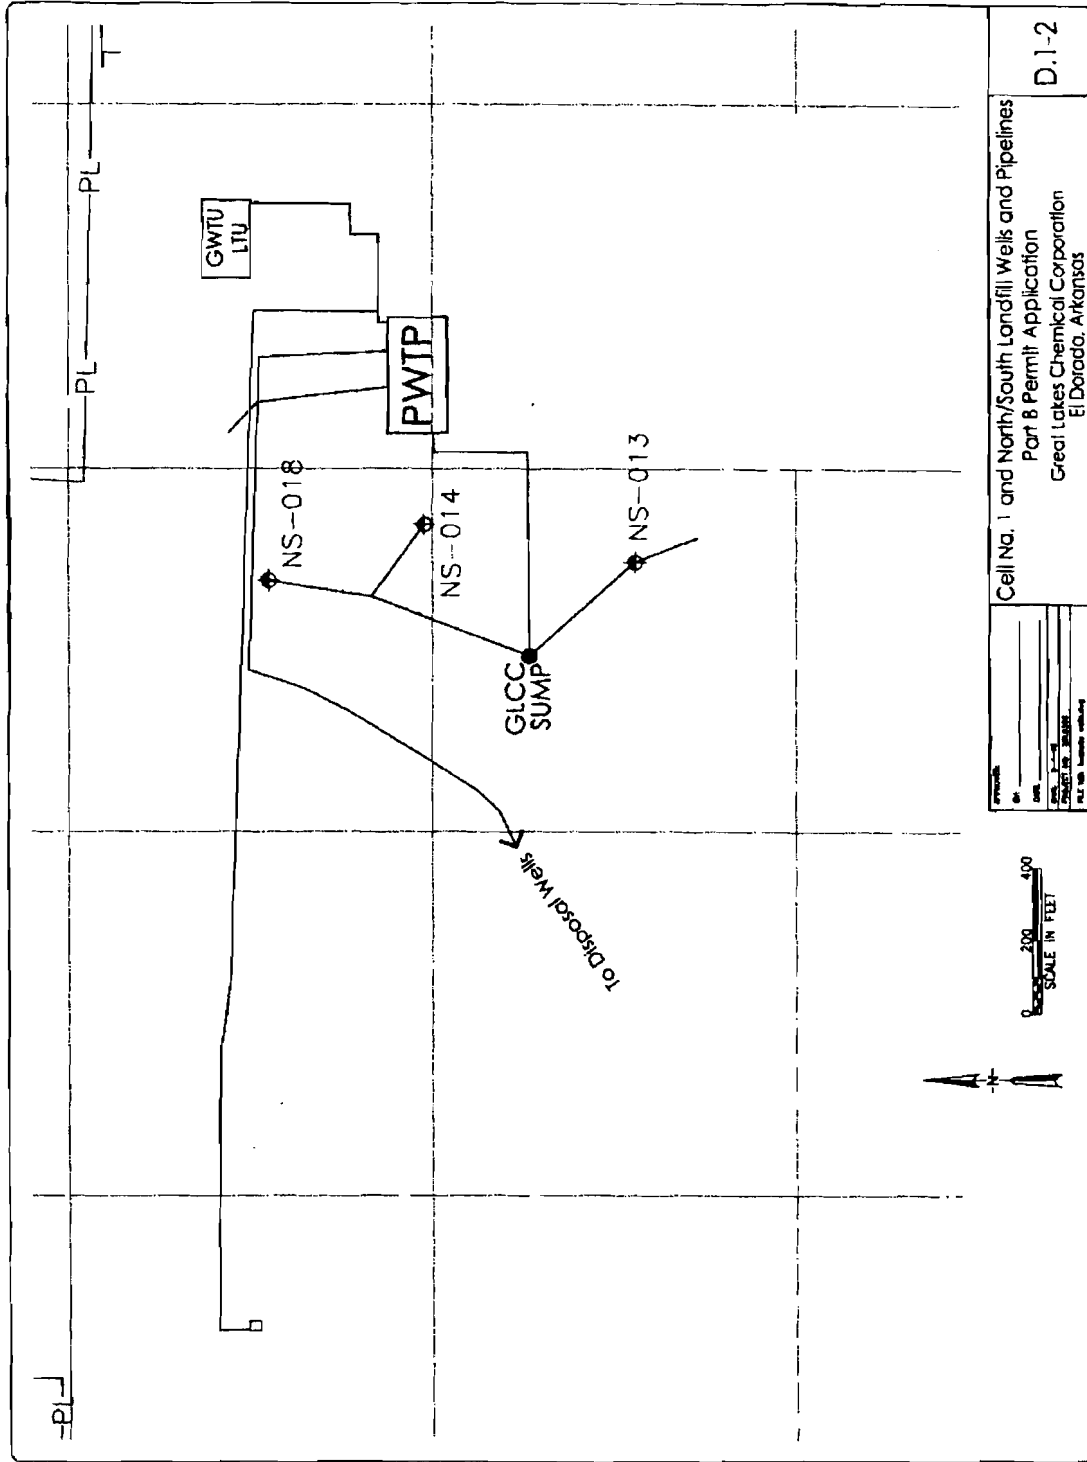 -PL
-PL-
-PL-
GWTU
LTU
PWTP
NS-018
NS-014
NS-013
GLCC
SUMP
To Disposal Wells
-N-
0 200 400
SCALE IN FEET
BY
DATE
Cell No. 1 and North/South Landfill Wells and Pipelines
Part B Permit Application
Great Lakes Chemical Corporation
El Dorado, Arkansas
D.1-2